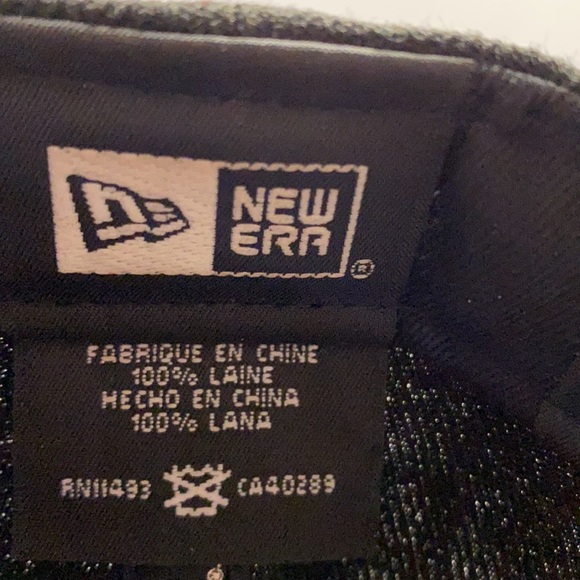 NEW
ERA
®
FABRIQUE EN CHINE
100% LAINE
HECHO EN CHINA
100% LANA
RN11493 CA40289